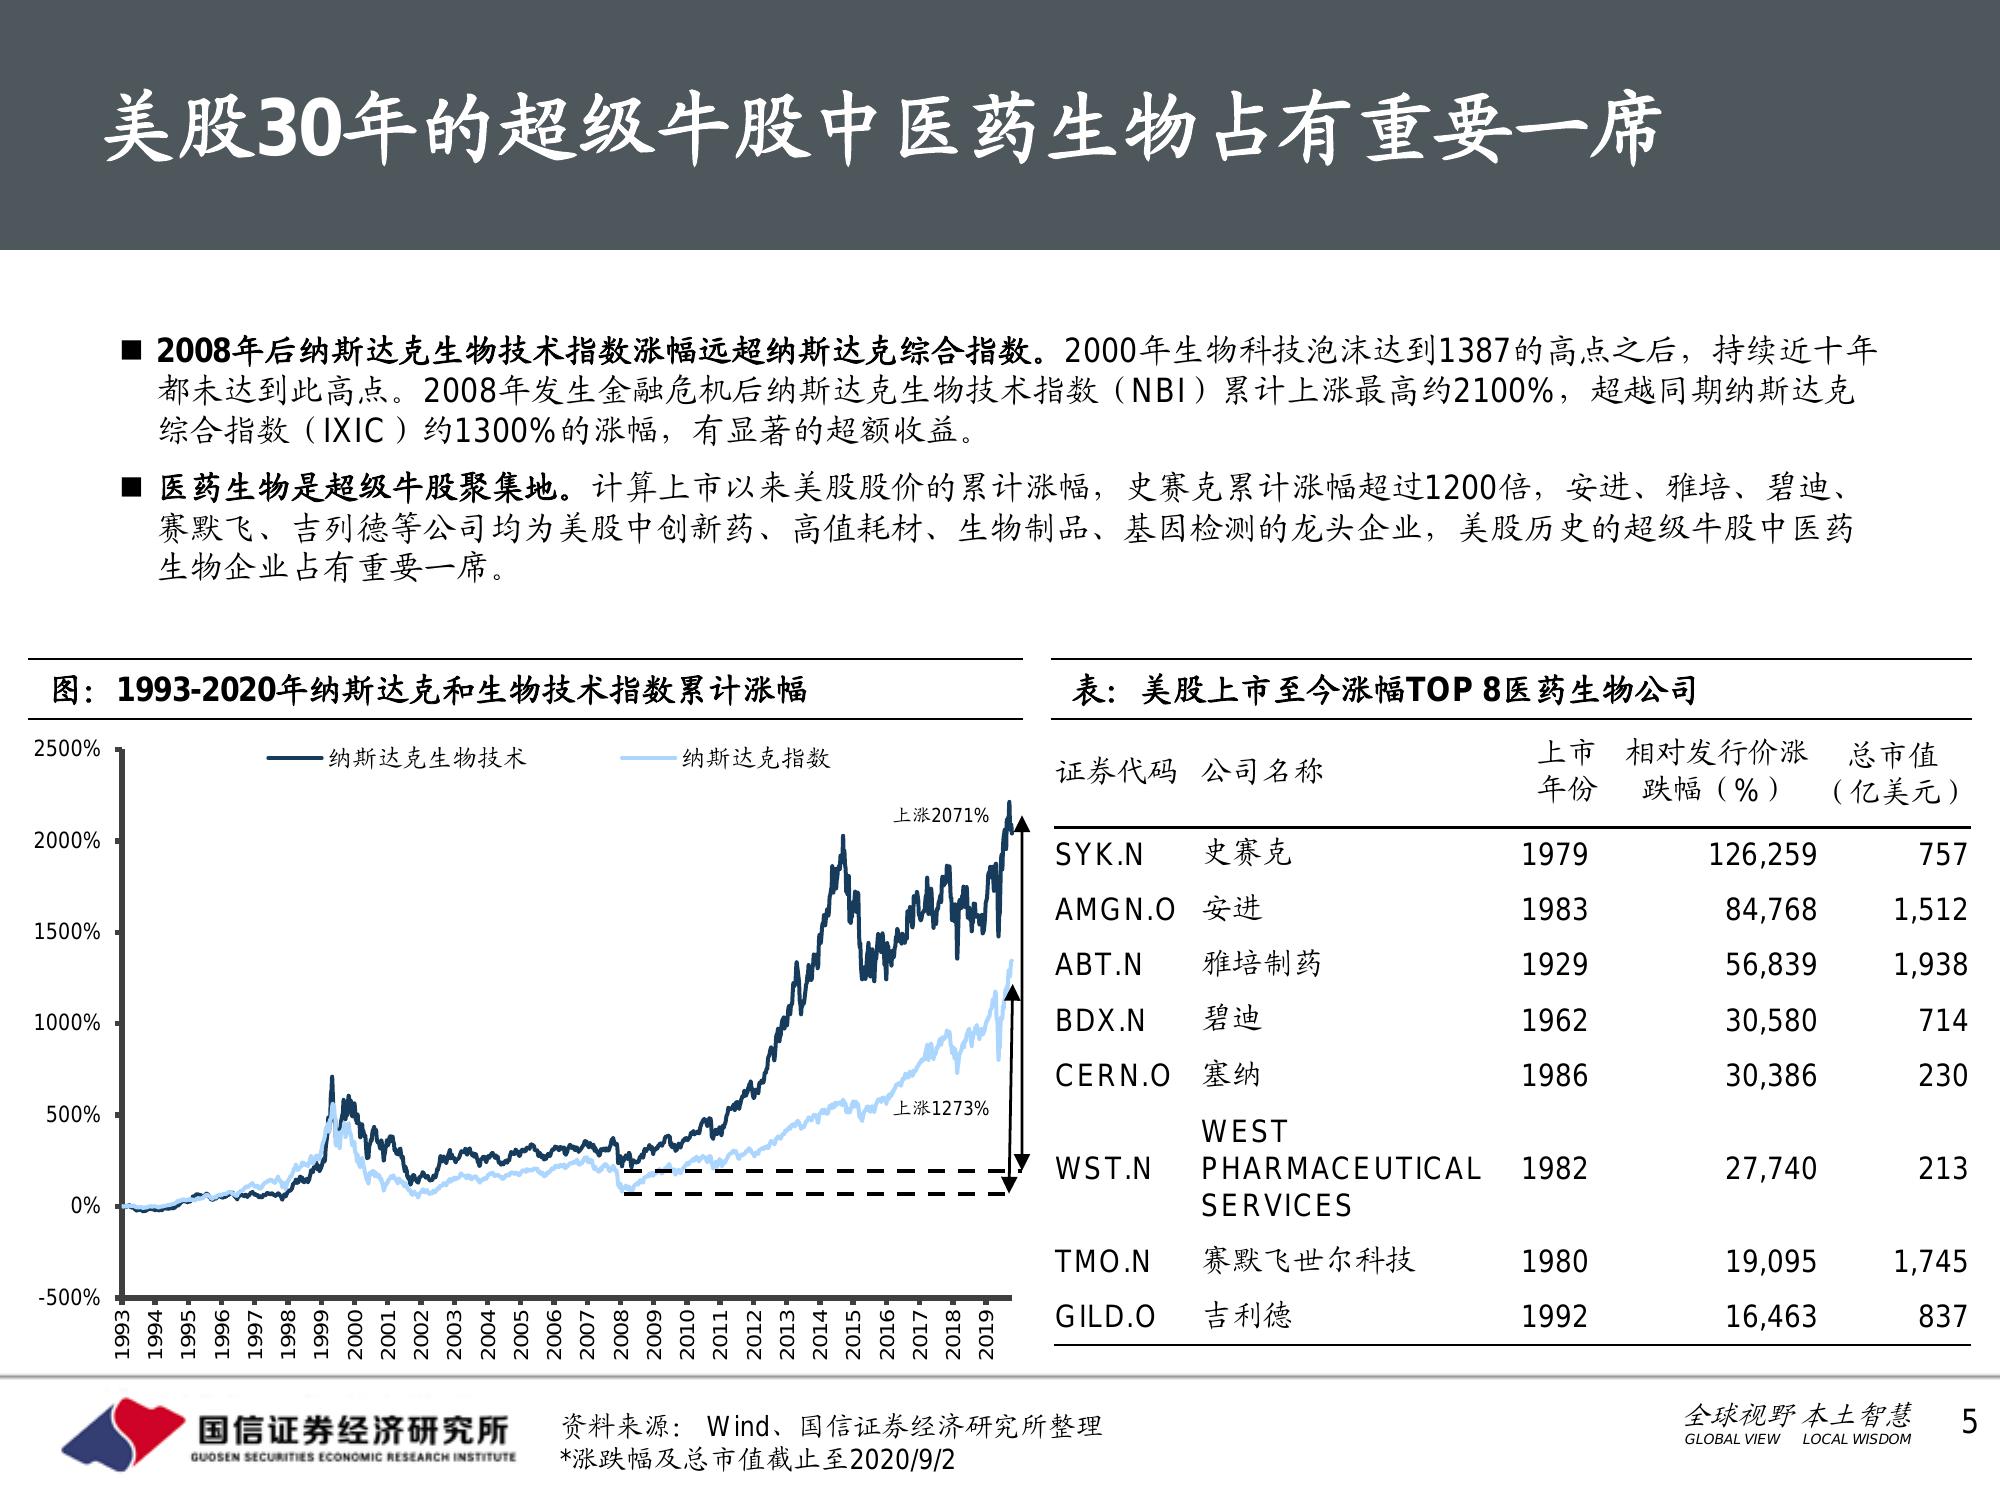 美股30年的超级牛股中医药生物占有重要一席
■ 2008年后纳斯达克生物技术指数涨幅远超纳斯达克综合指数。2000年生物科技泡沫达到1387的高点之后，持续近十年
都未达到此高点。2008年发生金融危机后纳斯达克生物技术指数（NBI）累计上涨最高约2100%，超越同期纳斯达克
综合指数（IXIC）约1300%的涨幅，有显著的超额收益。
■ 医药生物是超级牛股聚集地。计算上市以来美股股价的累计涨幅，史赛克累计涨幅超过1200倍，安进、雅培、碧迪、
赛默飞、吉列德等公司均为美股中创新药、高值耗材、生物制品、基因检测的龙头企业，美股历史的超级牛股中医药
生物企业占有重要一席。
图：1993-2020年纳斯达克和生物技术指数累计涨幅
2500%
2000%
1500%
1000%
500%
0%
-500%
纳斯达克生物技术 纳斯达克指数
上涨2071%
上涨1273%
1993 1994 1995 1996 1997 1998 1999 2000 2001 2002 2003 2004 2005 2006 2007 2008 2009 2010 2011 2012 2013 2014 2015 2016 2017 2018 2019
表：美股上市至今涨幅TOP 8医药生物公司
证券代码 公司名称 上市年份 相对发行价涨跌幅（%） 总市值（亿美元）
SYK.N 史赛克 1979 126,259 757
AMGN.O 安进 1983 84,768 1,512
ABT.N 雅培制药 1929 56,839 1,938
BDX.N 碧迪 1962 30,580 714
CERN.O 塞纳 1986 30,386 230
WST.N WEST PHARMACEUTICAL SERVICES 1982 27,740 213
TMO.N 赛默飞世尔科技 1980 19,095 1,745
GILD.O 吉利德 1992 16,463 837
国信证券经济研究所
GUOSEN SECURITIES ECONOMIC RESEARCH INSTITUTE
资料来源： Wind、国信证券经济研究所整理
*涨跌幅及总市值截止至2020/9/2
全球视野 本土智慧
GLOBAL VIEW LOCAL WISDOM
5